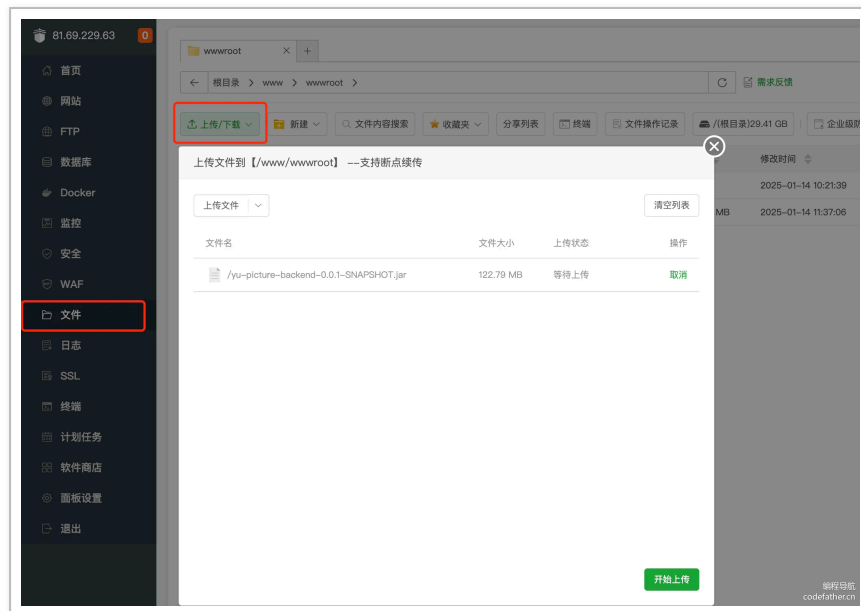 81.69.229.63 0
首页
网站
FTP
数据库
Docker
监控
安全
WAF
文件
日志
SSL
终端
计划任务
软件商店
面板设置
退出
wwwroot × +
← 根目录 > www > wwwroot > 需求反馈
上传/下载 新建 文件内容搜索 收藏夹 分享列表 终端 文件操作记录 /(根目录)29.41 GB 企业级防
上传文件到【/www/wwwroot】 --支持断点续传
修改时间
2025-01-14 10:21:39
MB 2025-01-14 11:37:06
上传文件 清空列表
文件名 文件大小 上传状态 操作
/yu-picture-backend-0.0.1-SNAPSHOT.jar 122.79 MB 等待上传 取消
开始上传
编程导航
codefather.cn